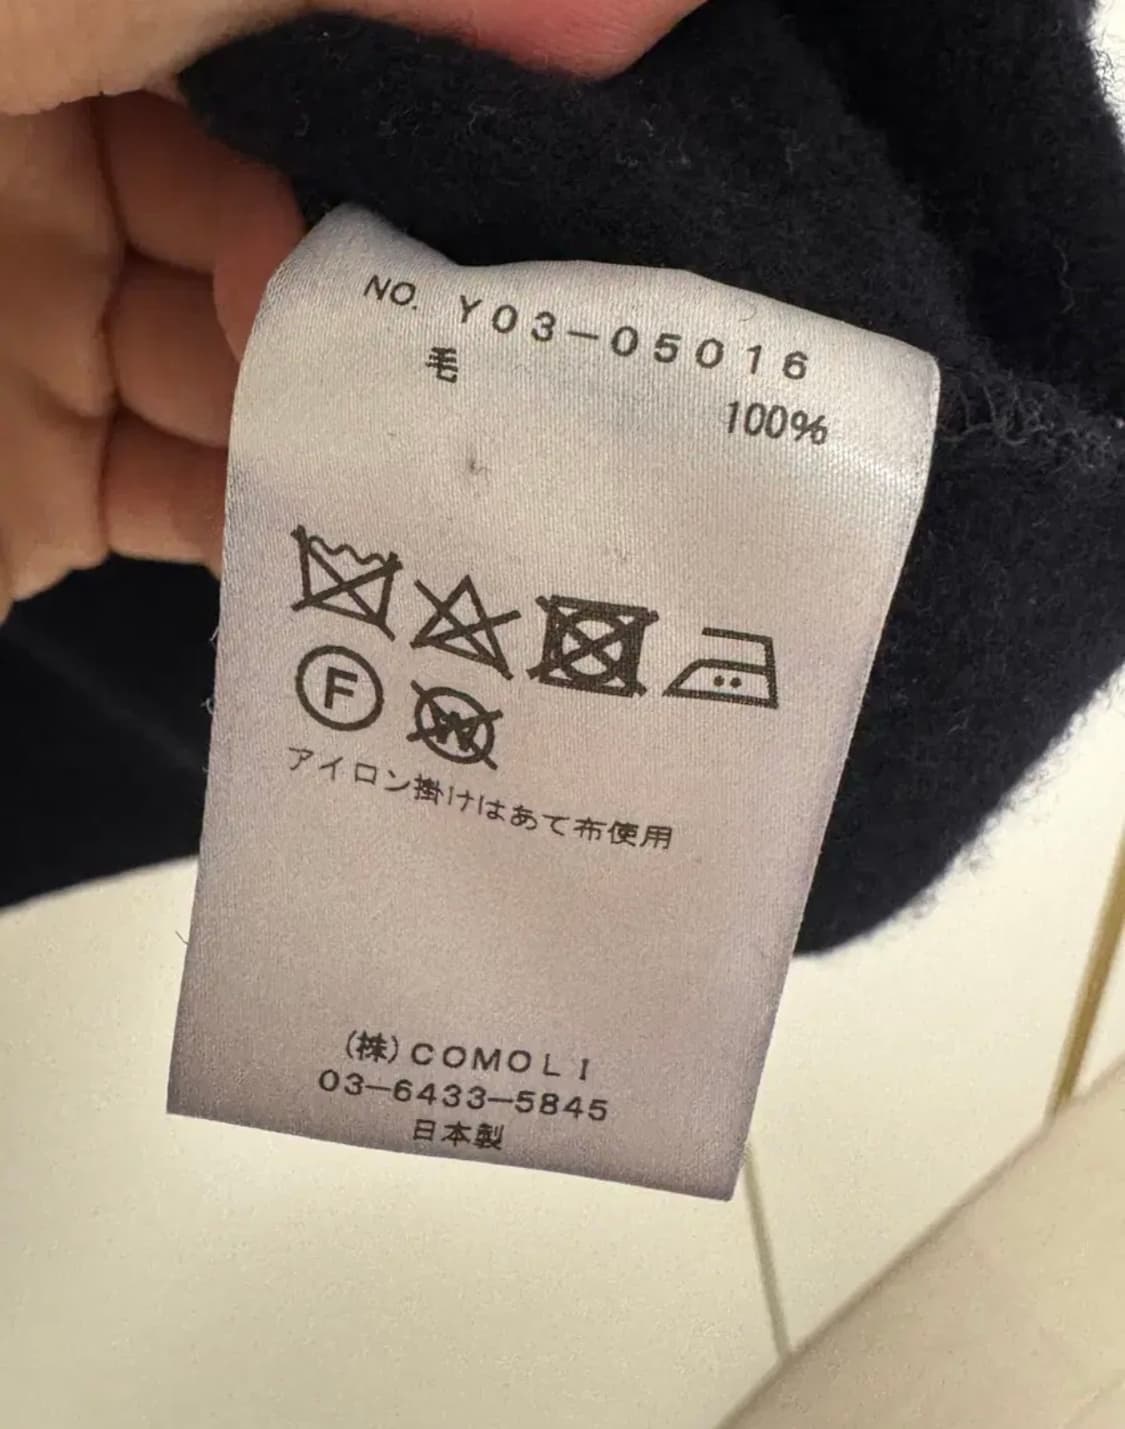 NO. Y03-05016
毛 100%
F
W
アイロン掛けはあて布使用
(株)COMOLI
03-6433-5845
日本製